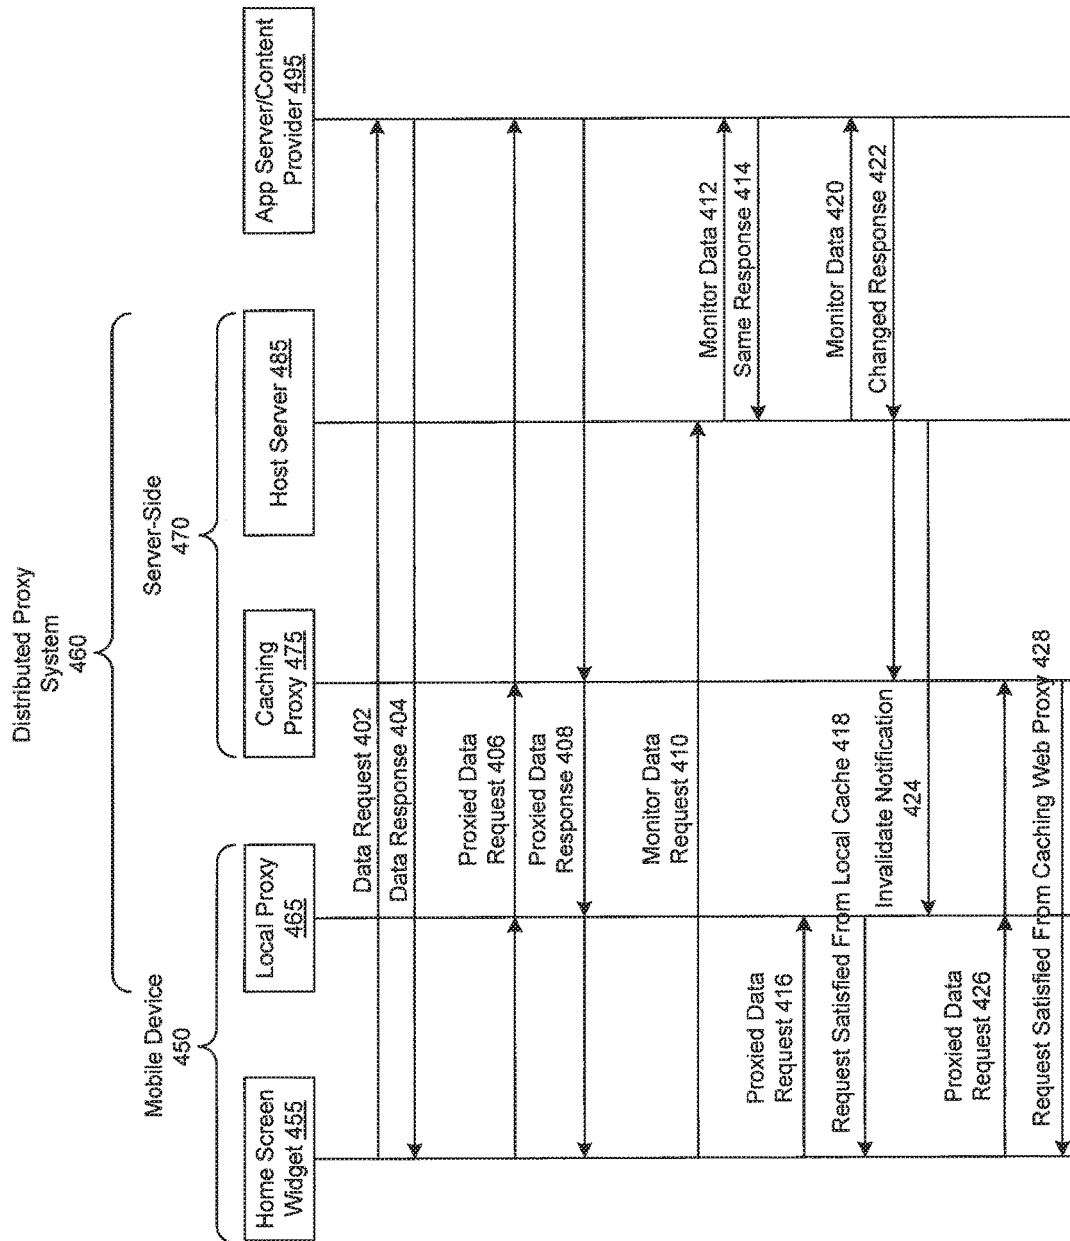 Distributed Proxy
System
460
Mobile Device
450
Server-Side
470
Home Screen
Widget 455
Local Proxy
465
Caching
Proxy 475
Host Server 485
App Server/Content
Provider 495
Data Request 402
Data Response 404
Proxied Data
Request 406
Proxied Data
Response 408
Monitor Data
Request 410
Monitor Data 412
Same Response 414
Proxied Data
Request 416
Request Satisfied From Local Cache 418
Monitor Data 420
Changed Response 422
Invalidate Notification
424
Proxied Data
Request 426
Request Satisfied From Caching Web Proxy 428